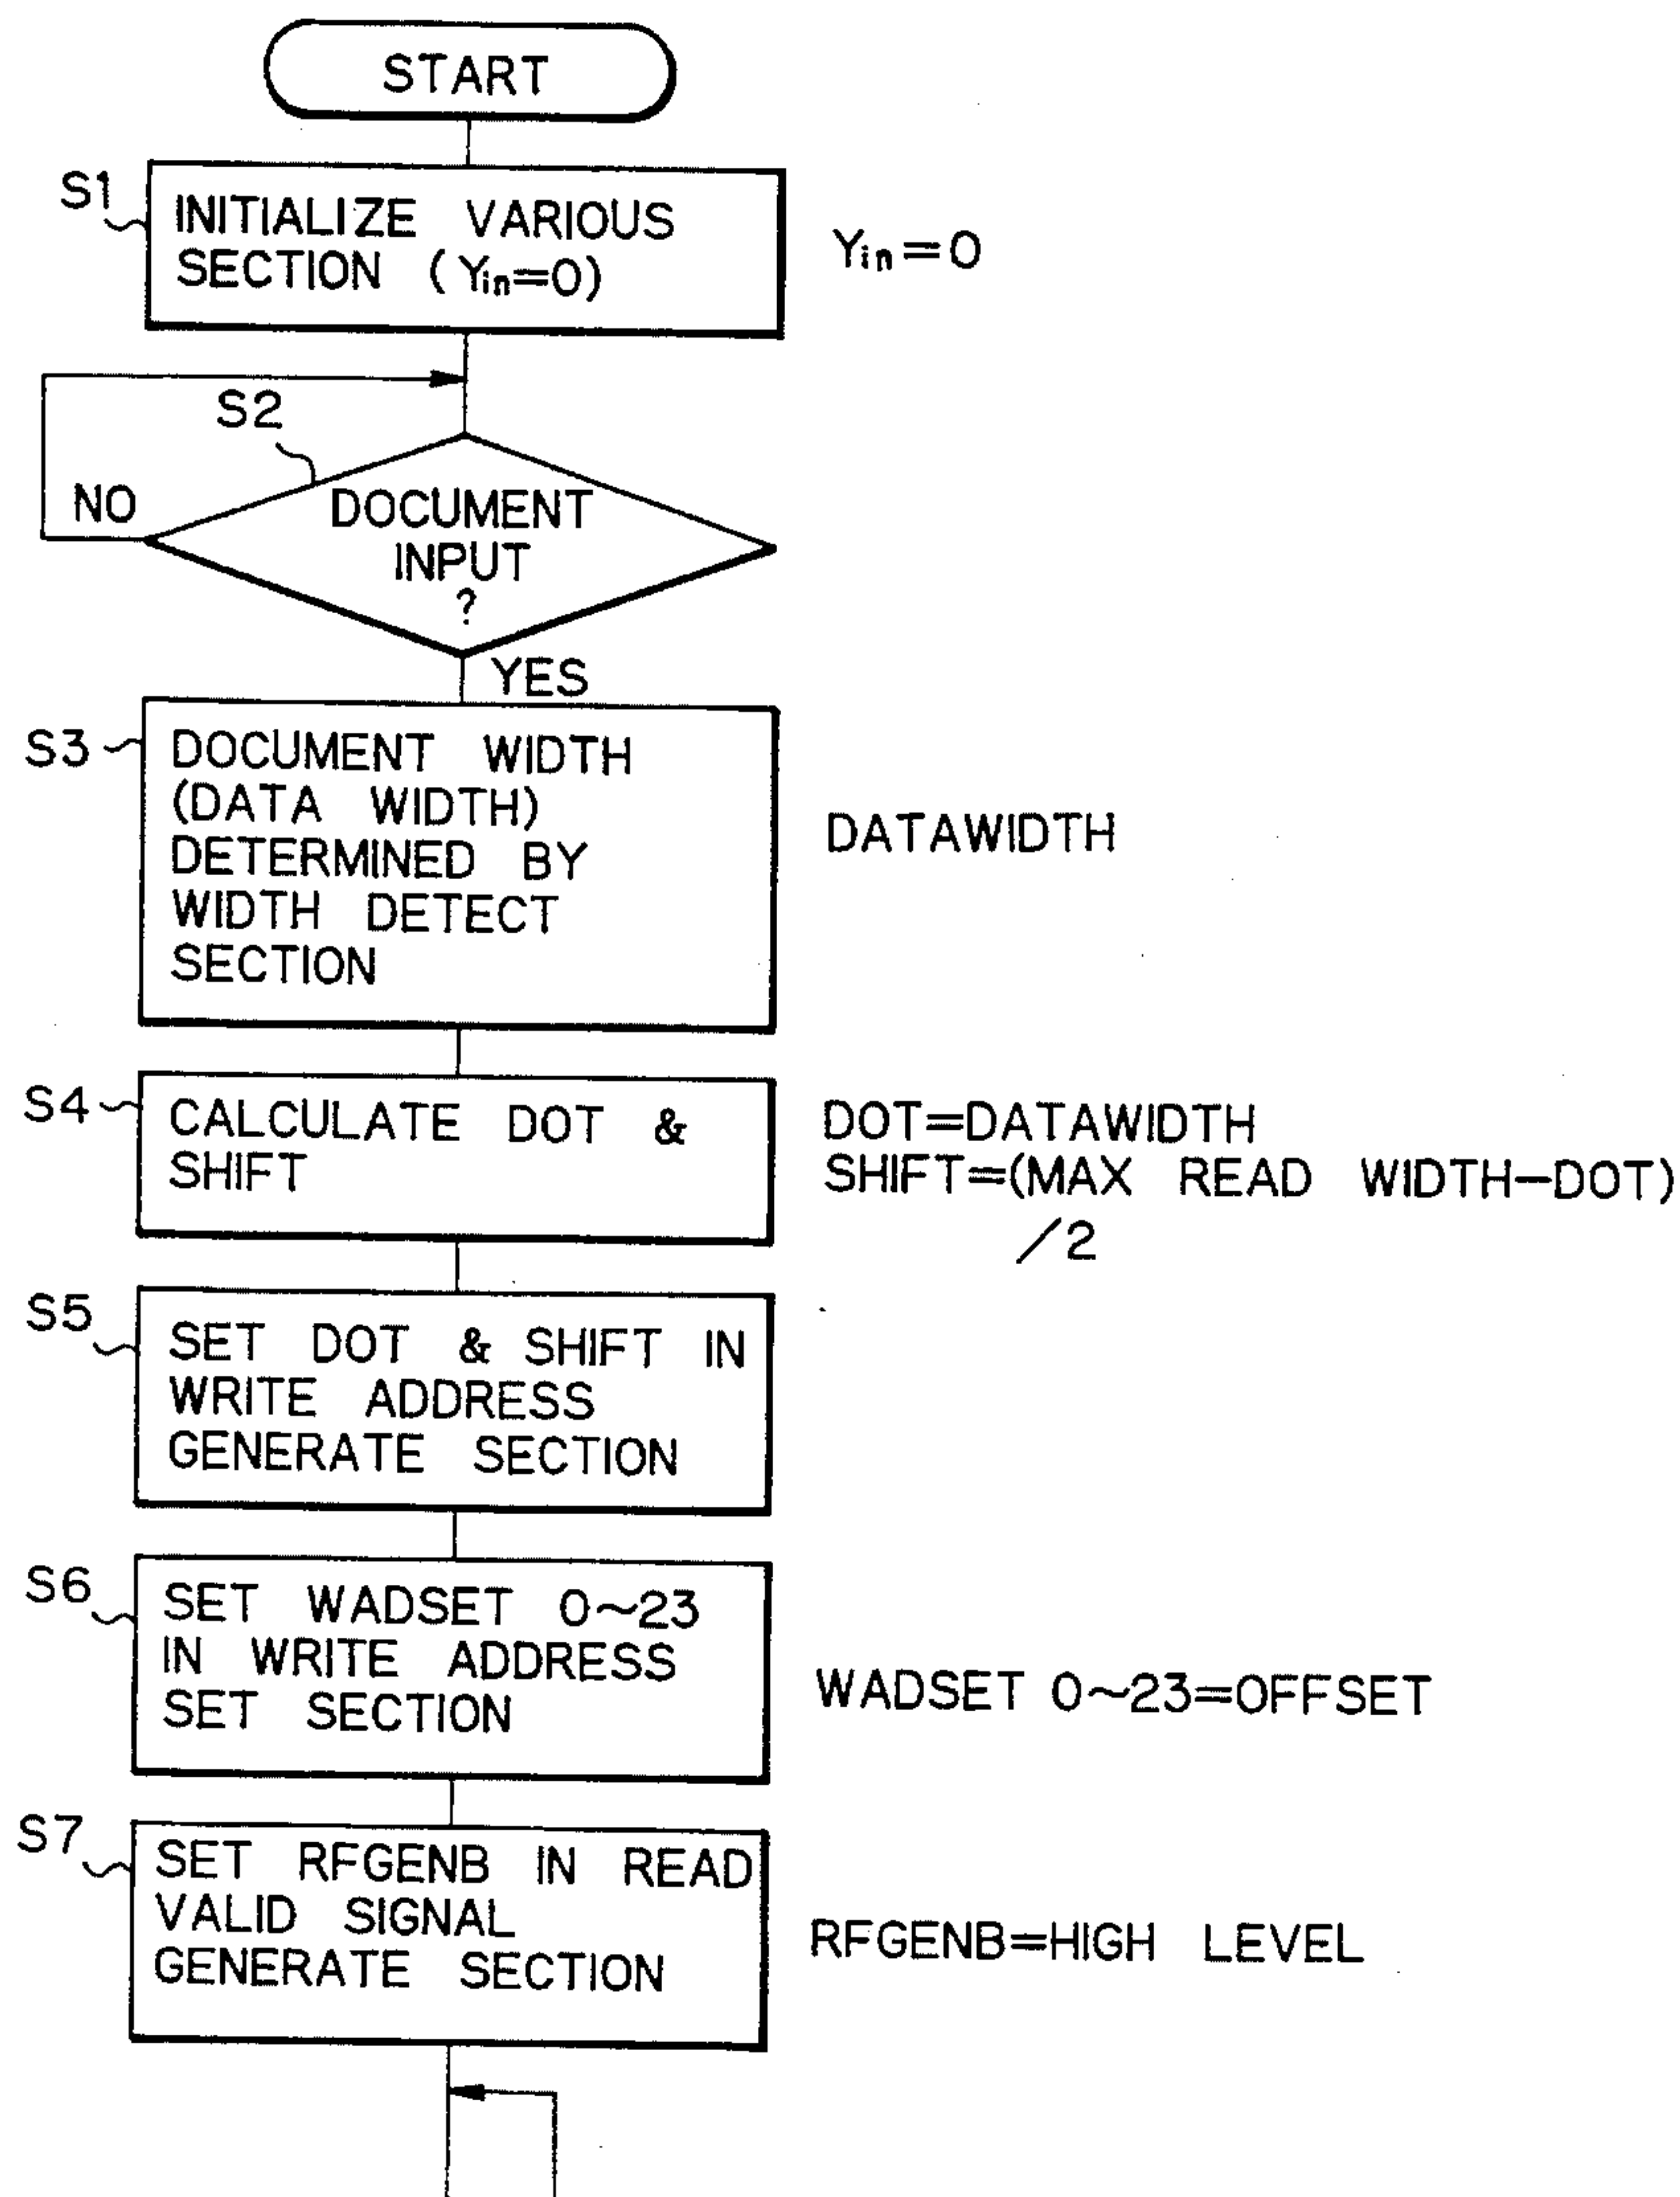 START
S1
INITIALIZE VARIOUS
SECTION (Yin=0)
Yin=0
S2
NO
DOCUMENT
INPUT
?
YES
S3
DOCUMENT WIDTH
(DATA WIDTH)
DETERMINED BY
WIDTH DETECT
SECTION
DATAWIDTH
S4
CALCULATE DOT &
SHIFT
DOT=DATAWIDTH
SHIFT=(MAX READ WIDTH-DOT)
/2
S5
SET DOT & SHIFT IN
WRITE ADDRESS
GENERATE SECTION
S6
SET WADSET 0~23
IN WRITE ADDRESS
SET SECTION
WADSET 0~23=OFFSET
S7
SET RFGENB IN READ
VALID SIGNAL
GENERATE SECTION
RFGENB=HIGH LEVEL